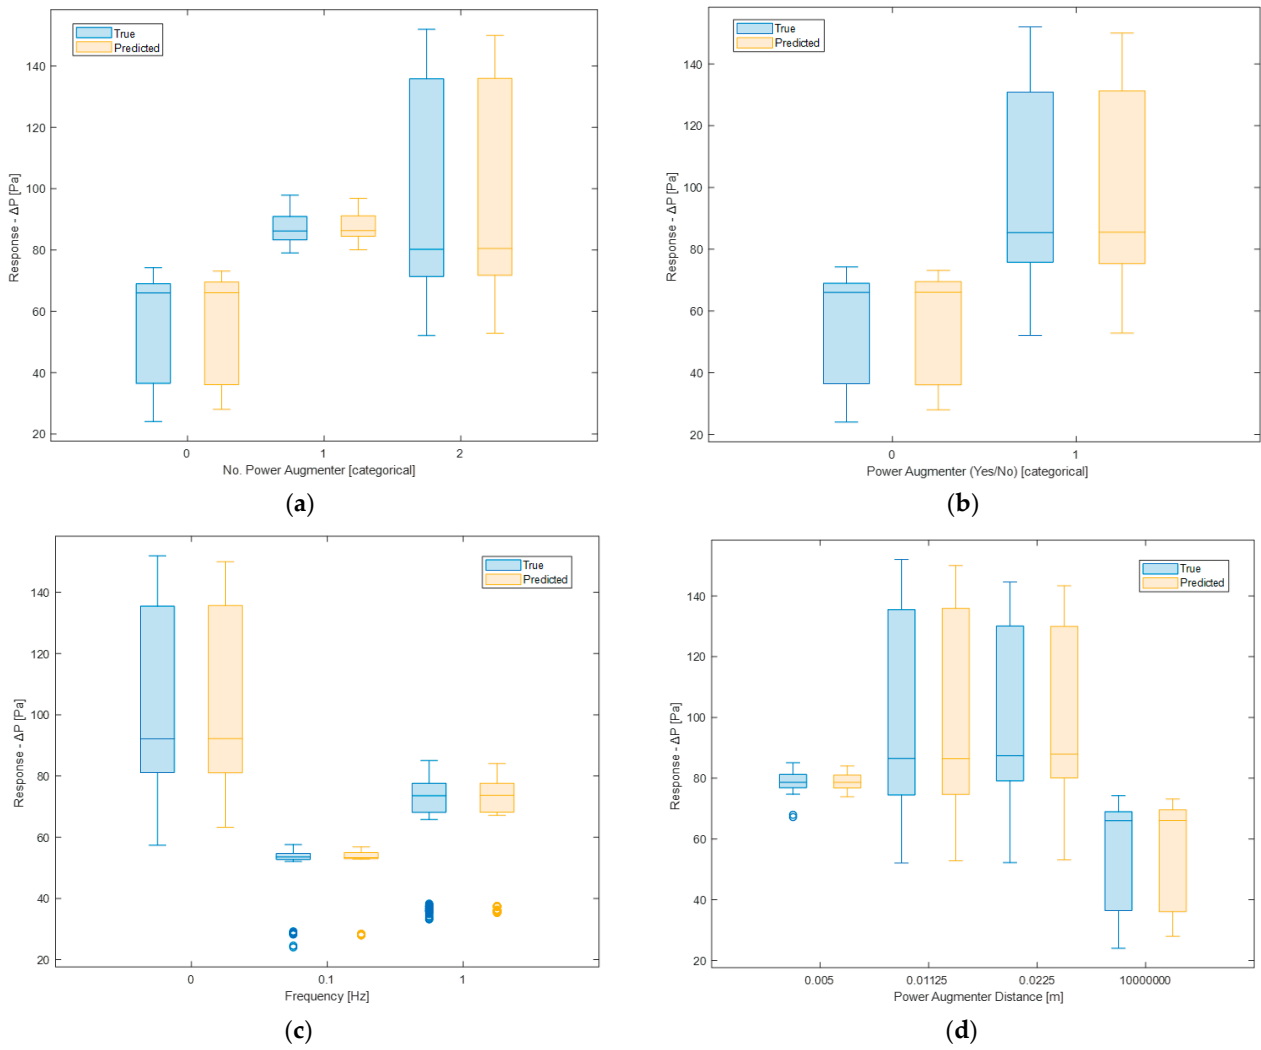 True
Predicted
140
120
100
80
60
40
20
Response - ΔP [Pa]
0
1
2
No. Power Augmenter [categorical]
(a)
True
Predicted
140
120
100
80
60
40
20
Response - ΔP [Pa]
0
1
Power Augmenter (Yes/No) [categorical]
(b)
True
Predicted
140
120
100
80
60
40
20
Response - ΔP [Pa]
0
0.1
1
Frequency [Hz]
(c)
True
Predicted
140
120
100
80
60
40
20
Response - ΔP [Pa]
0.005
0.01125
0.0225
10000000
Power Augmenter Distance [m]
(d)